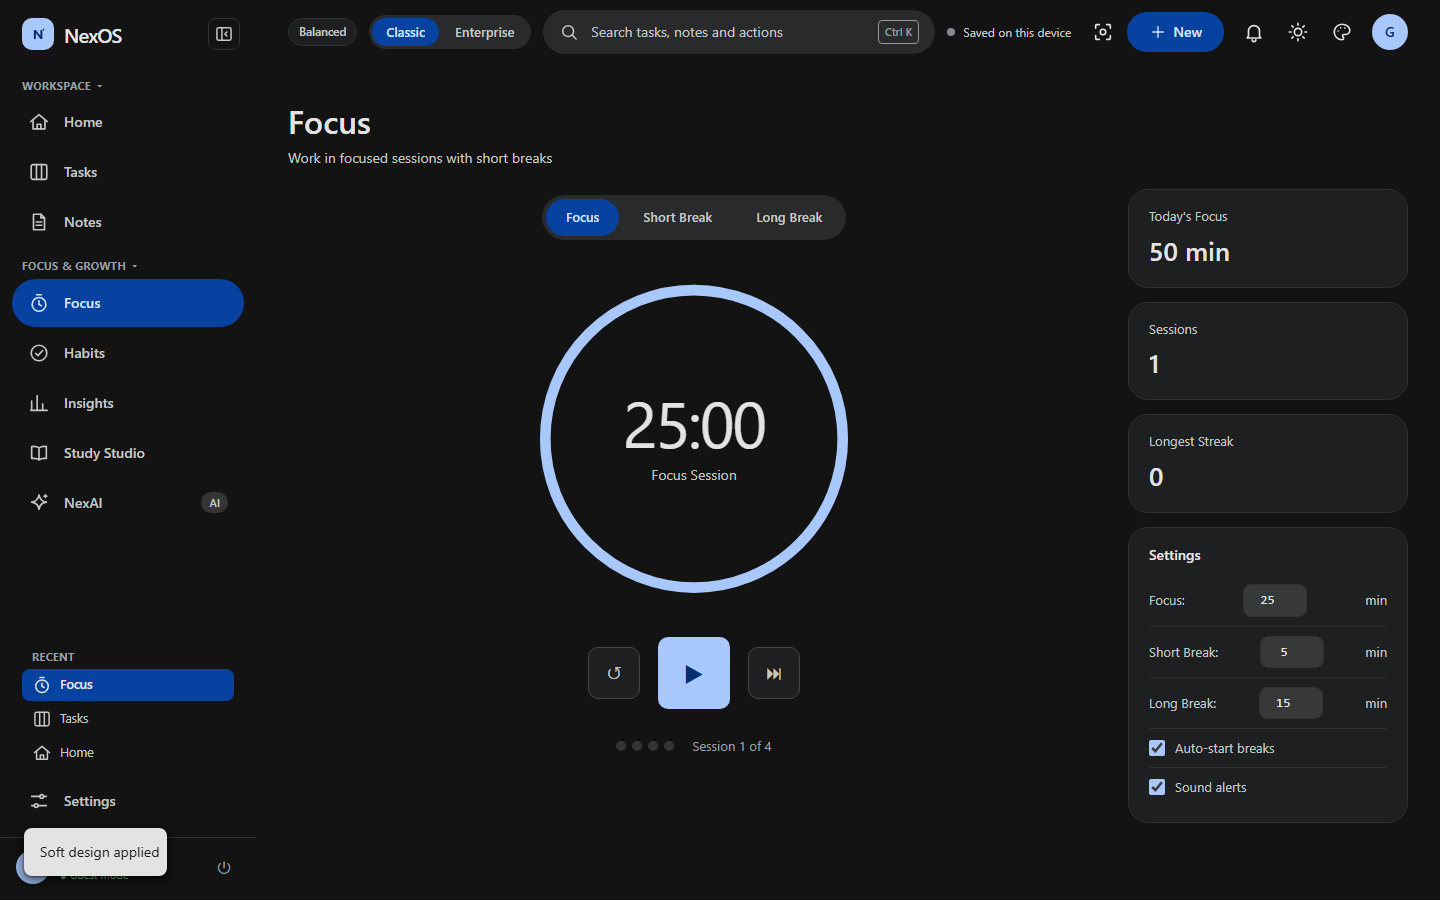 N
NexOS
WORKSPACE
Home
Tasks
Notes
FOCUS & GROWTH
Focus
Habits
Insights
Study Studio
NexAI
AI
RECENT
Focus
Tasks
Home
Settings
Soft design applied
Guest Mode
Balanced
Classic
Enterprise
Search tasks, notes and actions
Ctrl K
Saved on this device
New
G
Focus
Work in focused sessions with short breaks
Focus
Short Break
Long Break
25:00
Focus Session
Session 1 of 4
Today's Focus
50 min
Sessions
1
Longest Streak
0
Settings
Focus: 25 min
Short Break: 5 min
Long Break: 15 min
Auto-start breaks
Sound alerts